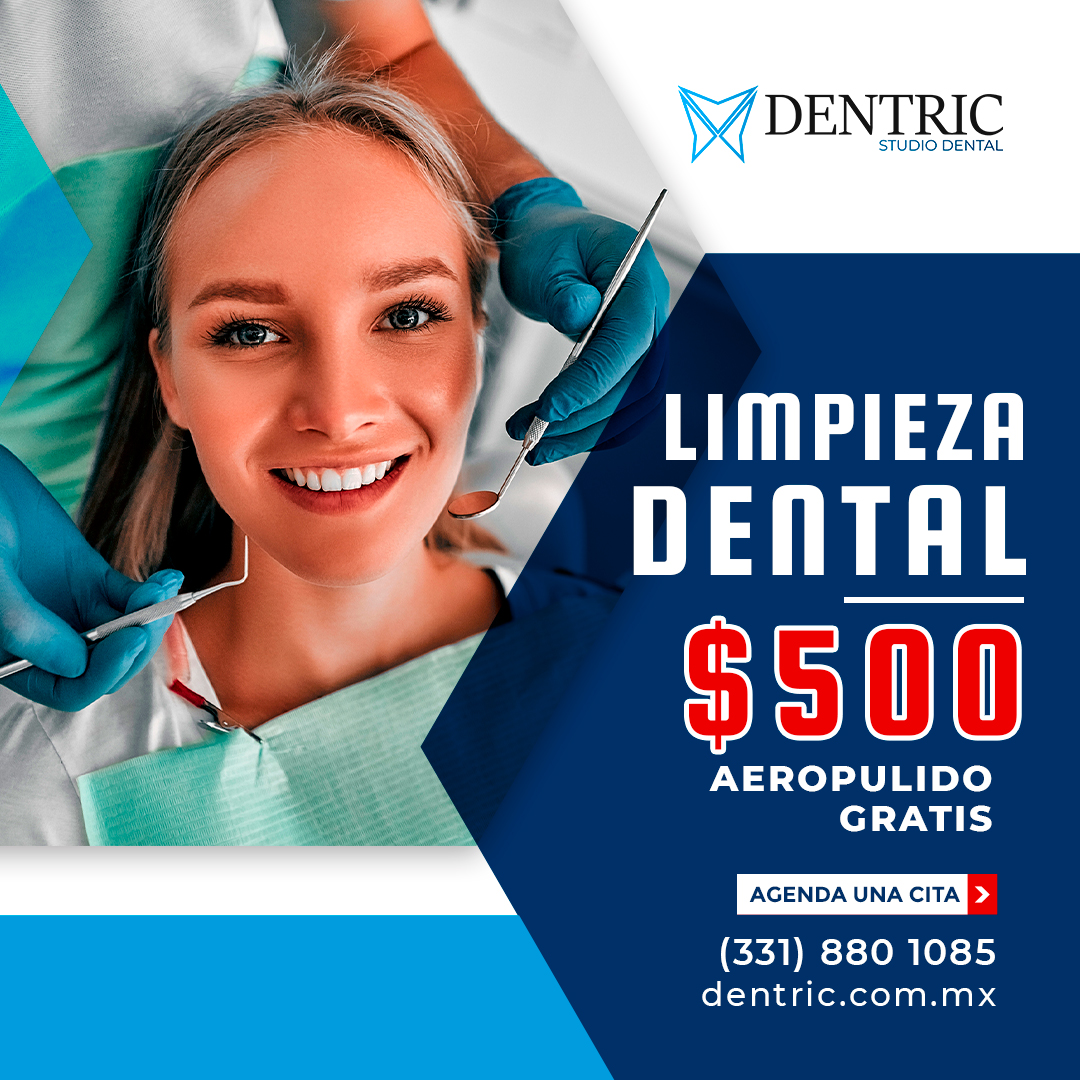 DENTRIC
STUDIO DENTAL
LIMPIEZA
DENTAL
$500
AEROPULIDO
GRATIS
AGENDA UNA CITA
(331) 880 1085
dentric.com.mx